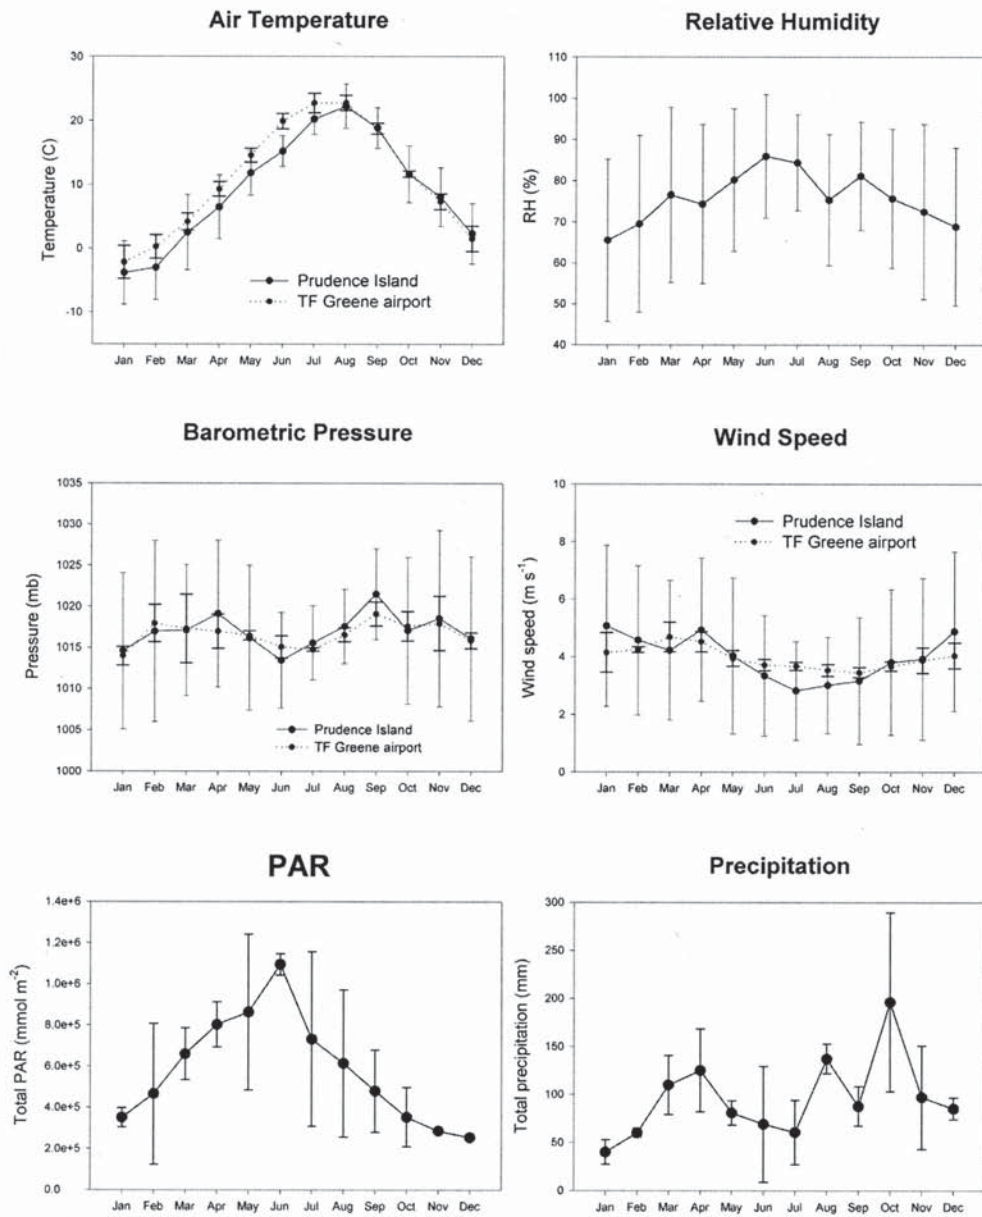 Air Temperature
Temperature (C)
30
20
10
0
-10
Prudence Island
TF Greene airport
Jan Feb Mar Apr May Jun Jul Aug Sep Oct Nov Dec
Relative Humidity
RH (%)
110
100
90
80
70
60
50
40
Jan Feb Mar Apr May Jun Jul Aug Sep Oct Nov Dec
Barometric Pressure
Pressure (mb)
1035
1030
1025
1020
1015
1010
1005
1000
Prudence Island
TF Greene airport
Jan Feb Mar Apr May Jun Jul Aug Sep Oct Nov Dec
Wind Speed
Wind speed (m s⁻¹)
10
8
6
4
2
0
Prudence Island
TF Greene airport
Jan Feb Mar Apr May Jun Jul Aug Sep Oct Nov Dec
PAR
Total PAR (mmol m⁻²)
1.4e+6
1.2e+6
1.0e+6
8.0e+5
6.0e+5
4.0e+5
2.0e+5
0.0
Jan Feb Mar Apr May Jun Jul Aug Sep Oct Nov Dec
Precipitation
Total precipitation (mm)
300
250
200
150
100
50
0
Jan Feb Mar Apr May Jun Jul Aug Sep Oct Nov Dec